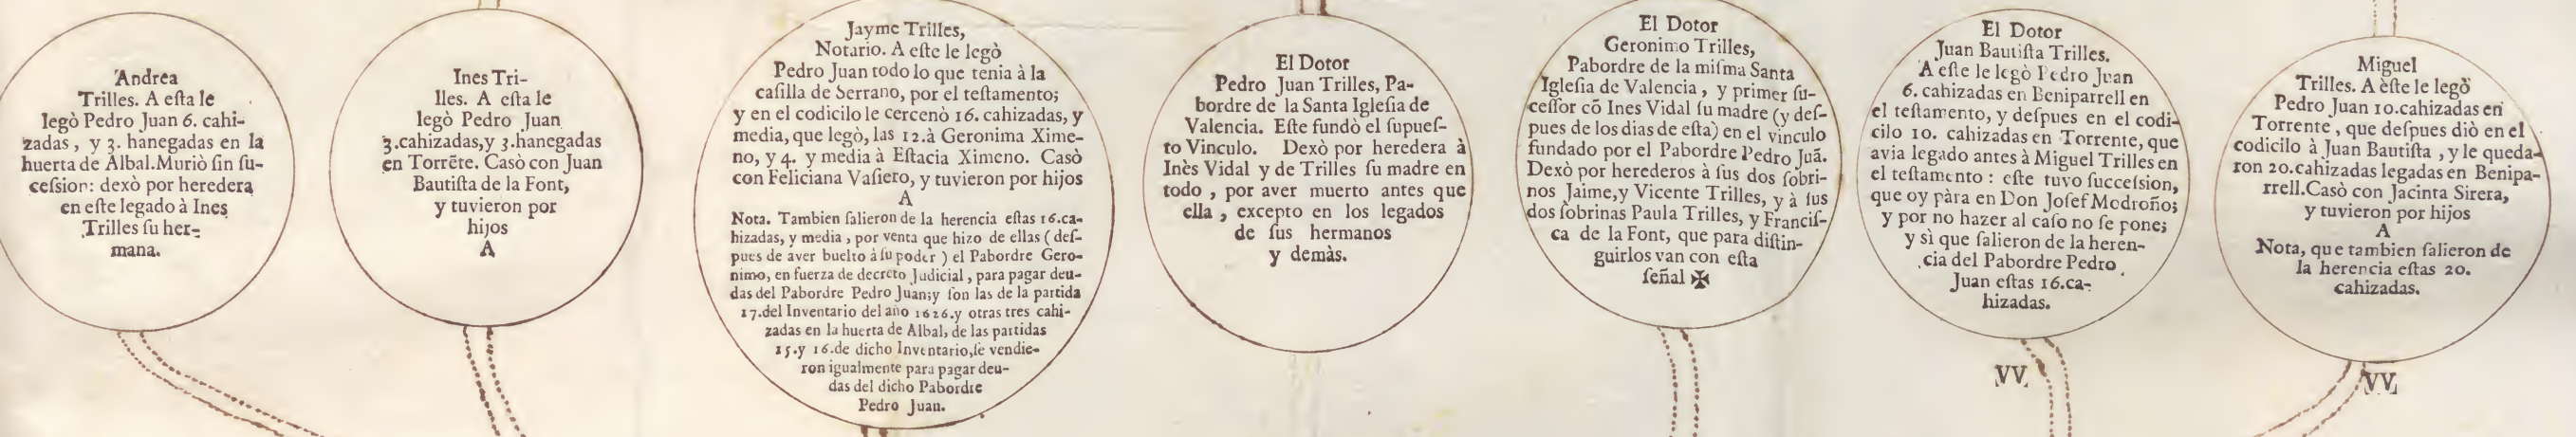 Andrea
Trilles. A eſta le
legò Pedro Juan 6. cahi-
zadas, y 3. hanegadas en la
huerta de Albal. Muriò ſin ſu-
ceſsion: dexò por heredera
en eſte legado à Ines
Trilles ſu her-
mana.
Ines Tri-
lles. A eſta le
legò Pedro Juan
3.cahizadas,y 3.hanegadas
en Torrẽte. Casò con Juan
Bautiſta de la Font,
y tuvieron por
hijos
A
Jayme Trilles,
Notario. A eſte le legò
Pedro Juan todo lo que tenia à la
caſilla de Serrano, por el teſtamento;
y en el codicilo le cercenò 16. cahizadas, y
media, que legò, las 12.à Geronima Xime-
no, y 4. y media à Eſtacia Ximeno. Casò
con Feliciana Vaſiero, y tuvieron por hijos
A
Nota. Tambien ſalieron de la herencia eſtas 16.ca-
hizadas, y media, por venta que hizo de ellas (deſ-
pues de aver buelto à ſu poder) el Pabordre Gero-
nimo, en fuerza de decreto Judicial, para pagar deu-
das del Pabordre Pedro Juan;y ſon las de la partida
17.del Inventario del año 1626.y otras tres cahi-
zadas en la huerta de Albal, de las partidas
15.y 16.de dicho Inventario,ſe vendie-
ron igualmente para pagar deu-
das del dicho Pabordre
Pedro Juan.
El Dotor
Pedro Juan Trilles, Pa-
bordre de la Santa Igleſia de
Valencia. Eſte fundò el ſupueſ-
to Vinculo. Dexò por heredera à
Inès Vidal y de Trilles ſu madre en
todo, por aver muerto antes que
ella, excepto en los legados
de ſus hermanos
y demàs.
El Dotor
Geronimo Trilles,
Pabordre de la miſma Santa
Igleſia de Valencia, y primer ſu-
ceſſor cõ Ines Vidal ſu madre (y deſ-
pues de los dias de eſta) en el vinculo
fundado por el Pabordre Pedro Juã.
Dexò por herederos à ſus dos ſobri-
nos Jaime,y Vicente Trilles, y à ſus
dos ſobrinas Paula Trilles, y Franciſ-
ca de la Font, que para diſtin-
guirlos van con eſta
ſeñal ✠
El Dotor
Juan Bautiſta Trilles.
A eſte le legò Pedro Juan
6. cahizadas en Beniparrell en
el teſtamento, y deſpues en el codi-
cilo 10. cahizadas en Torrente, que
avia legado antes à Miguel Trilles en
el teſtamento: eſte tuvo ſucceſsion,
que oy pàra en Don Joſef Modroño;
y por no hazer al caſo no ſe pone;
y sì que ſalieron de la heren-
cia del Pabordre Pedro
Juan eſtas 16.ca-
hizadas.
VV
Miguel
Trilles. A èſte le legò
Pedro Juan 10.cahizadas en
Torrente, que deſpues diò en el
codicilo à Juan Bautiſta, y le queda-
ron 20.cahizadas legadas en Benipa-
rrell.Casò con Jacinta Sirera,
y tuvieron por hijos
A
Nota, que tambien ſalieron de
la herencia eſtas 20.
cahizadas.
VV